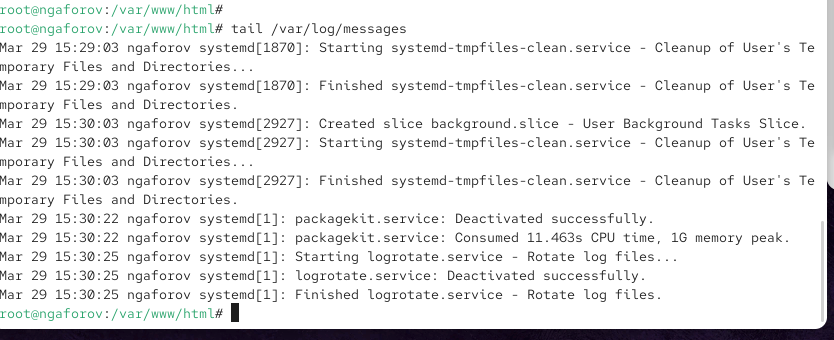 root@ngaforov:/var/www/html#
root@ngaforov:/var/www/html# tail /var/log/messages
Mar 29 15:29:03 ngaforov systemd[1870]: Starting systemd-tmpfiles-clean.service - Cleanup of User's Te
mporary Files and Directories...
Mar 29 15:29:03 ngaforov systemd[1870]: Finished systemd-tmpfiles-clean.service - Cleanup of User's Te
mporary Files and Directories.
Mar 29 15:30:03 ngaforov systemd[2927]: Created slice background.slice - User Background Tasks Slice.
Mar 29 15:30:03 ngaforov systemd[2927]: Starting systemd-tmpfiles-clean.service - Cleanup of User's Te
mporary Files and Directories...
Mar 29 15:30:03 ngaforov systemd[2927]: Finished systemd-tmpfiles-clean.service - Cleanup of User's Te
mporary Files and Directories.
Mar 29 15:30:22 ngaforov systemd[1]: packagekit.service: Deactivated successfully.
Mar 29 15:30:22 ngaforov systemd[1]: packagekit.service: Consumed 11.463s CPU time, 1G memory peak.
Mar 29 15:30:25 ngaforov systemd[1]: Starting logrotate.service - Rotate log files...
Mar 29 15:30:25 ngaforov systemd[1]: logrotate.service: Deactivated successfully.
Mar 29 15:30:25 ngaforov systemd[1]: Finished logrotate.service - Rotate log files.
root@ngaforov:/var/www/html#